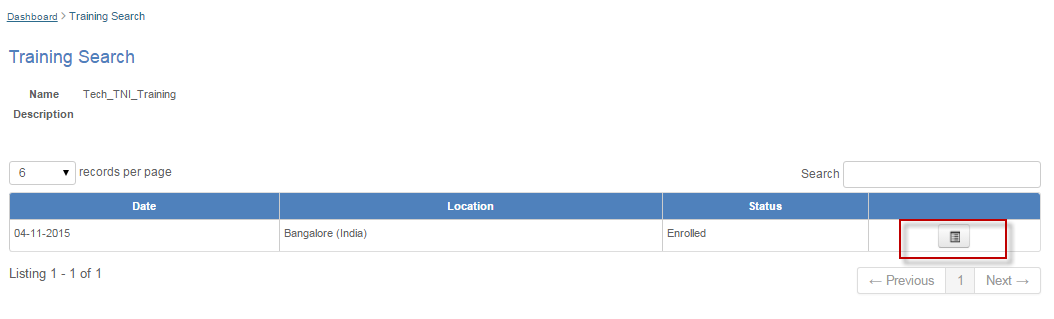 Dashboard > Training Search
Training Search
Name Tech_TNI_Training
Description
6 records per page Search
Date Location Status
04-11-2015 Bangalore (India) Enrolled
Listing 1 - 1 of 1
← Previous 1 Next →